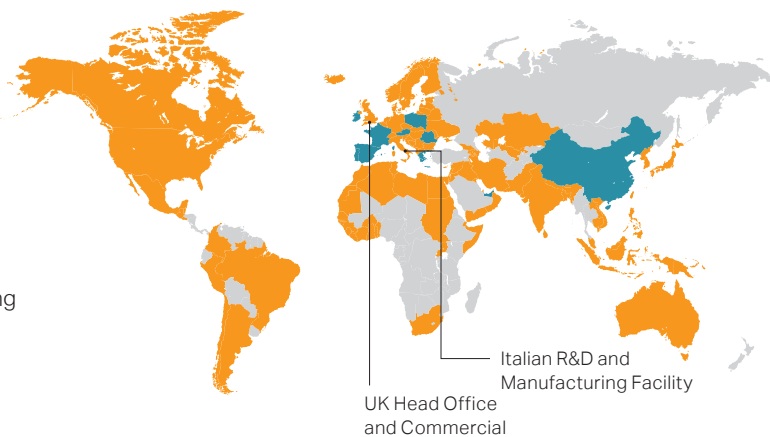 Italian R&D and
Manufacturing Facility
UK Head Office
and Commercial